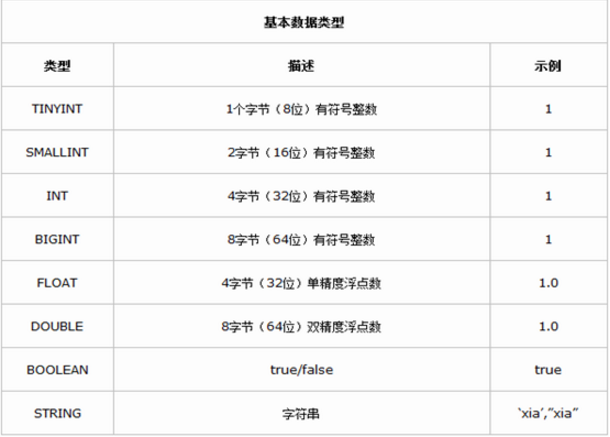 基本数据类型
类型 描述 示例
TINYINT 1个字节（8位）有符号整数 1
SMALLINT 2字节（16位）有符号整数 1
INT 4字节（32位）有符号整数 1
BIGINT 8字节（64位）有符号整数 1
FLOAT 4字节（32位）单精度浮点数 1.0
DOUBLE 8字节（64位）双精度浮点数 1.0
BOOLEAN true/false true
STRING 字符串 ‘xia’,”xia”